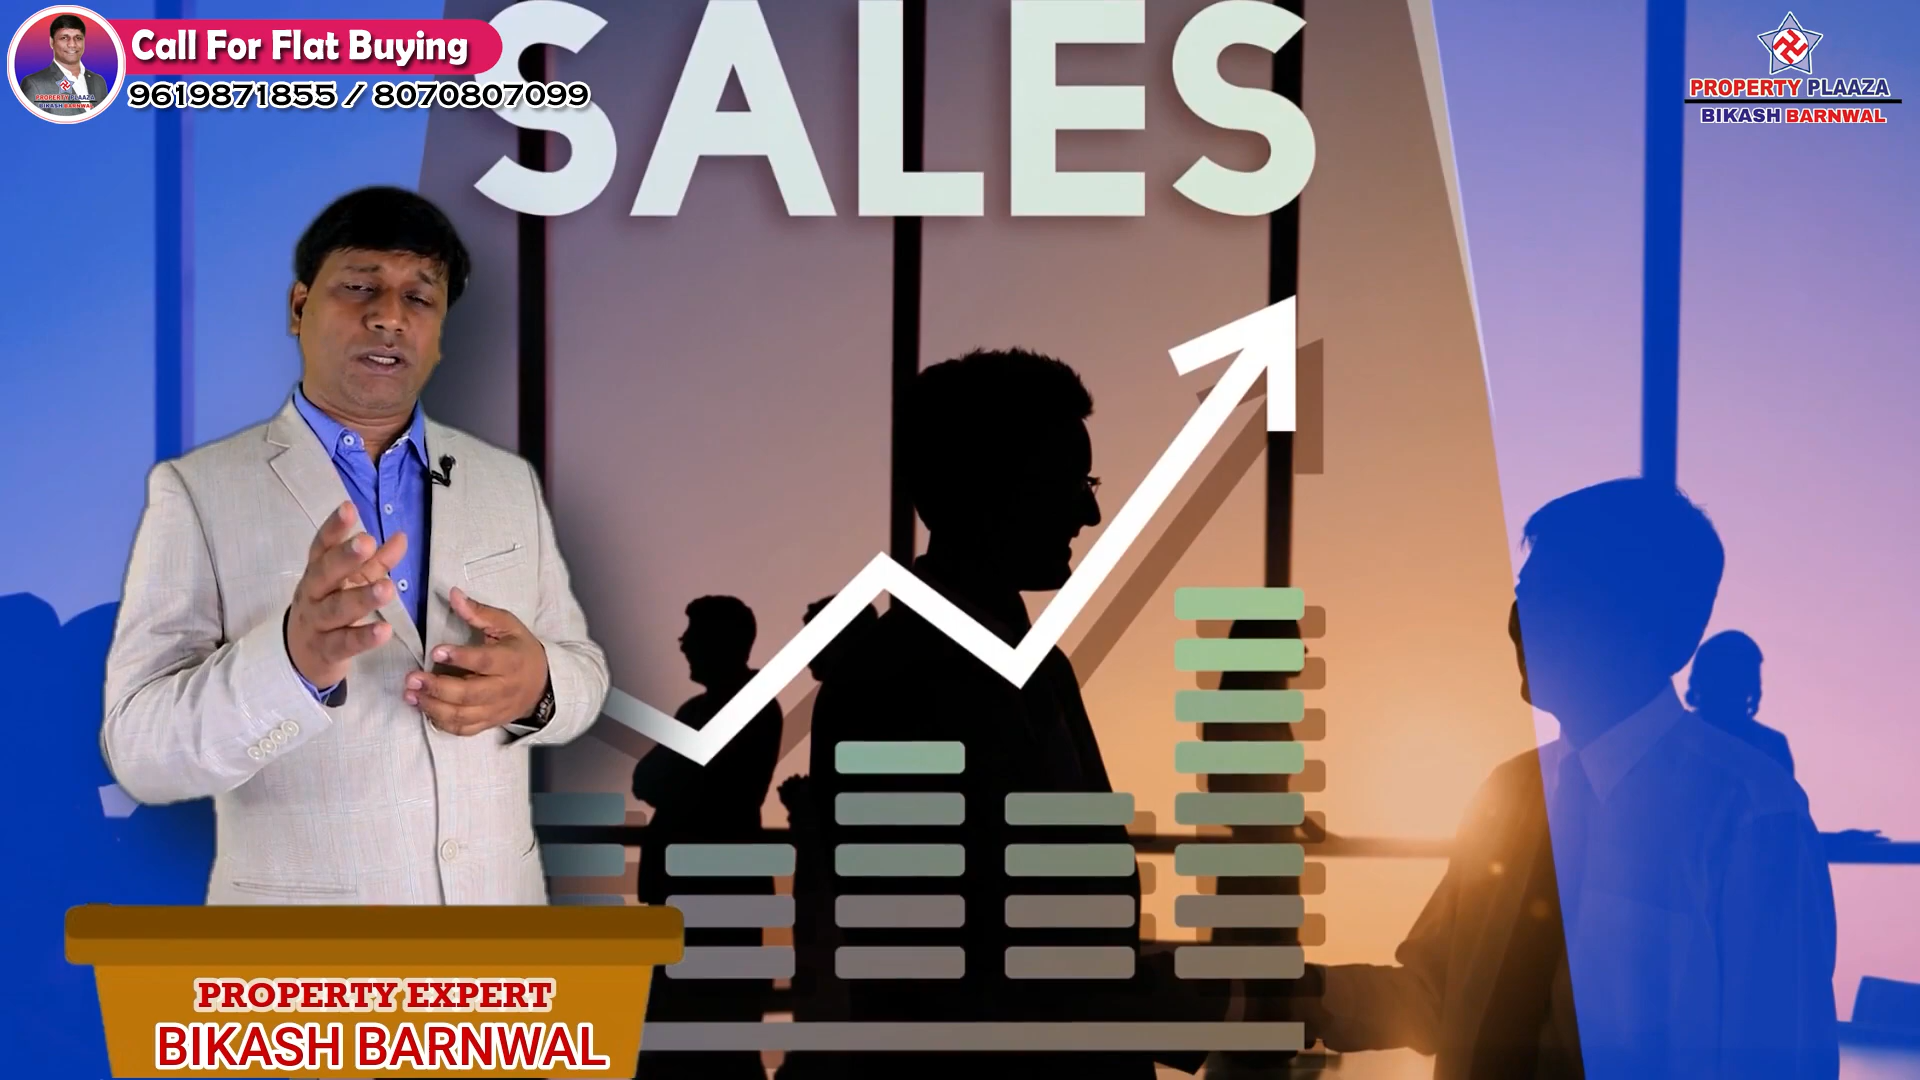 Call For Flat Buying
9619871855 / 8070807099
SALES
PROPERTY PLAAZA
BIKASH BARNWAL
PROPERTY EXPERT
BIKASH BARNWAL